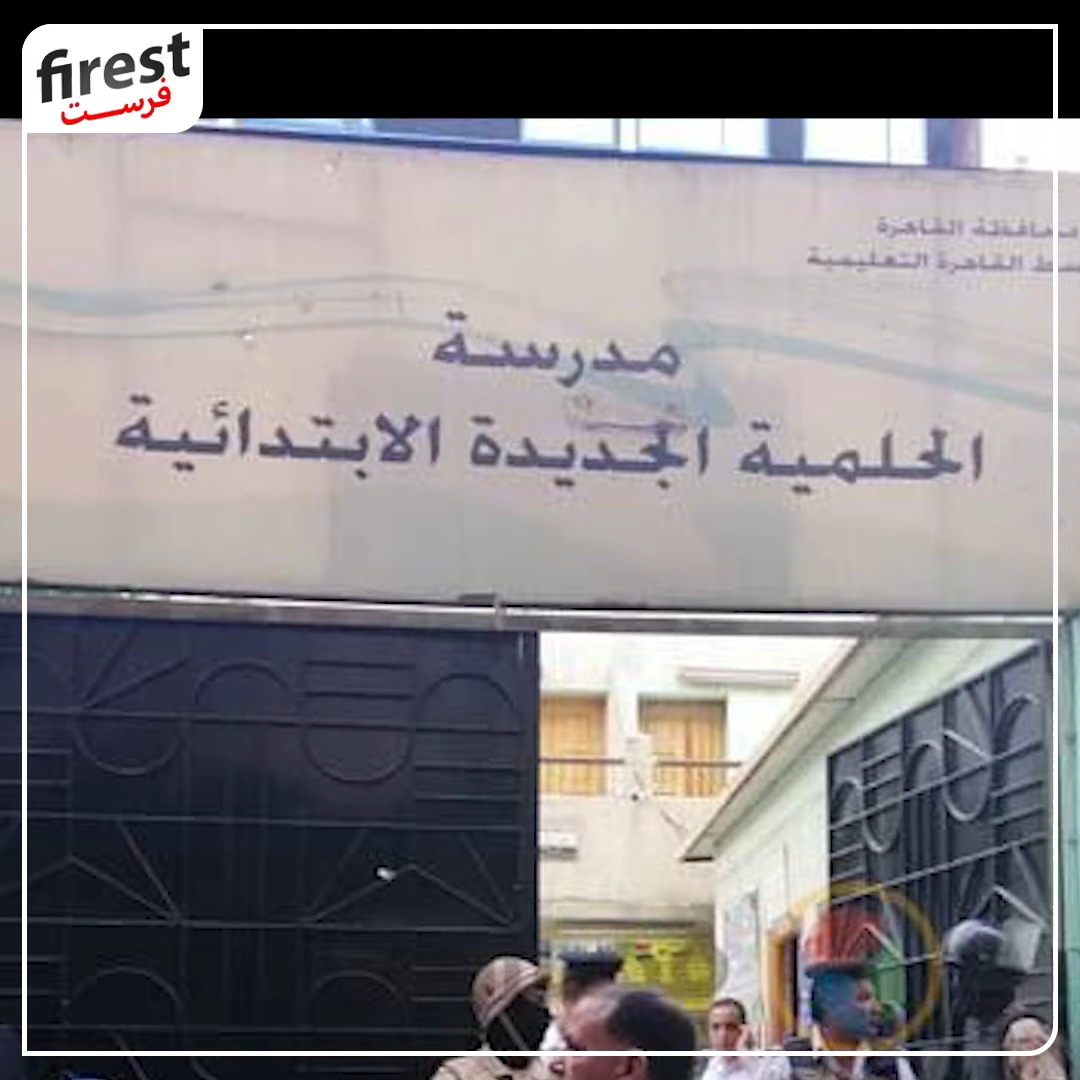 firest
فرست
محافظة القاهرة
القاهرة التعليمية
مدرسة
الحلمية الجديدة الابتدائية